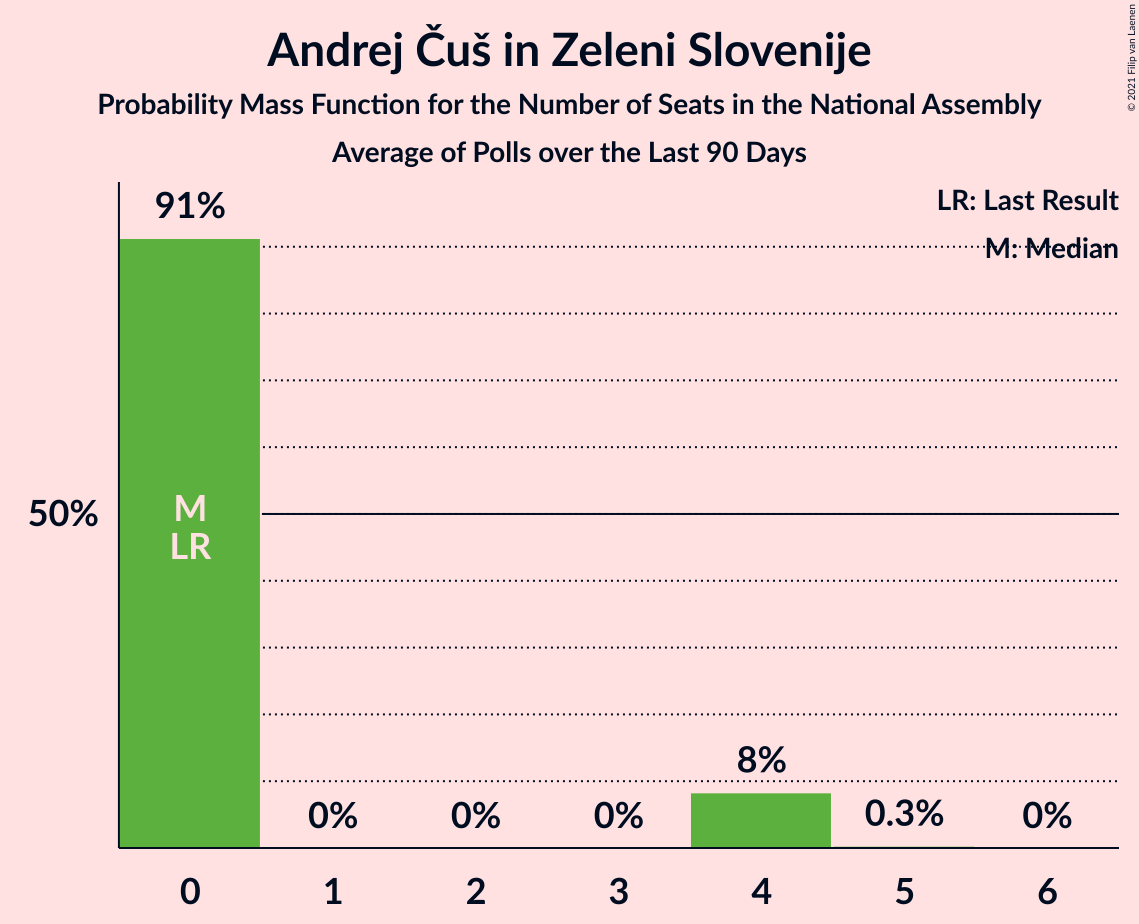 Andrej Čuš in Zeleni Slovenije
Probability Mass Function for the Number of Seats in the National Assembly
Average of Polls over the Last 90 Days
© 2021 Filip van Laenen
LR: Last Result
M: Median
91%
50%
M
LR
0%
0%
0%
8%
0.3%
0%
0 1 2 3 4 5 6